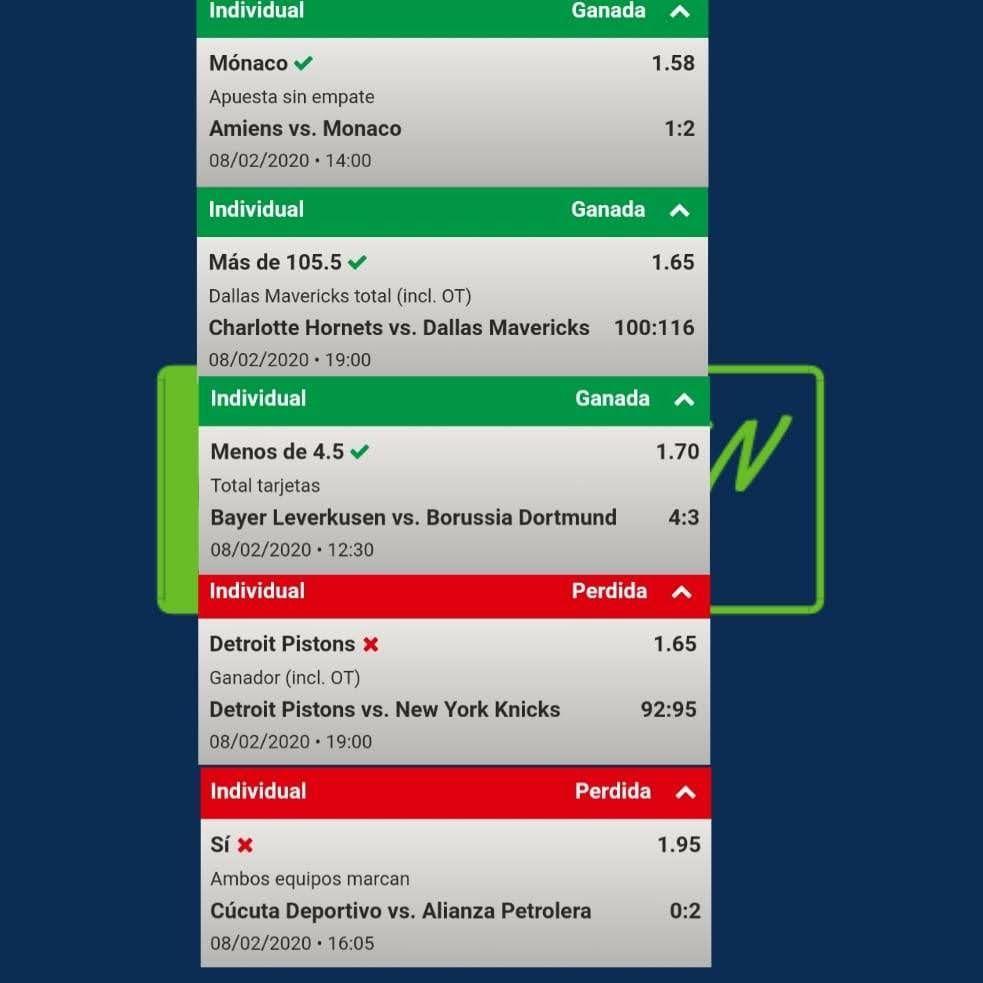 Individual Ganada
Mónaco 1.58
Apuesta sin empate
Amiens vs. Monaco 1:2
08/02/2020 • 14:00
Individual Ganada
Más de 105.5 1.65
Dallas Mavericks total (incl. OT)
Charlotte Hornets vs. Dallas Mavericks 100:116
08/02/2020 • 19:00
Individual Ganada
Menos de 4.5 1.70
Total tarjetas
Bayer Leverkusen vs. Borussia Dortmund 4:3
08/02/2020 • 12:30
Individual Perdida
Detroit Pistons 1.65
Ganador (incl. OT)
Detroit Pistons vs. New York Knicks 92:95
08/02/2020 • 19:00
Individual Perdida
Sí 1.95
Ambos equipos marcan
Cúcuta Deportivo vs. Alianza Petrolera 0:2
08/02/2020 • 16:05